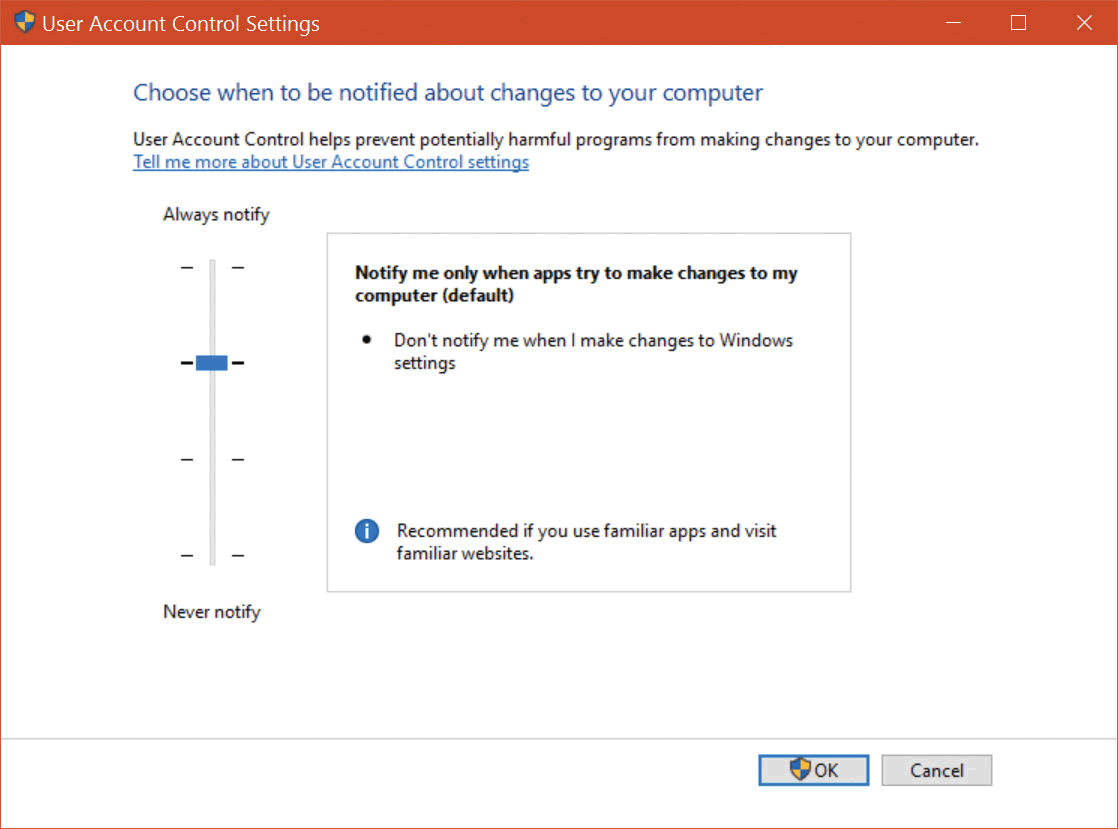 User Account Control Settings
Choose when to be notified about changes to your computer
User Account Control helps prevent potentially harmful programs from making changes to your computer.
Tell me more about User Account Control settings
Always notify
Notify me only when apps try to make changes to my
computer (default)
Don't notify me when I make changes to Windows
settings
Recommended if you use familiar apps and visit
familiar websites.
Never notify
OK
Cancel